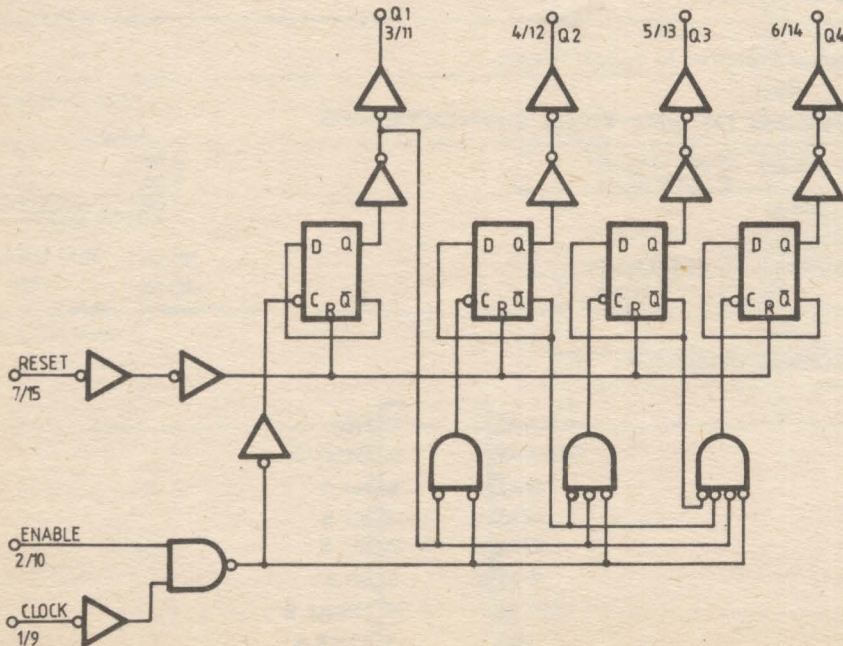 Q1
3/11
4/12 Q2
5/13 Q3
6/14 Q4
D Q
C Q̅
R
D Q
C Q̅
R
D Q
C Q̅
R
D Q
C Q̅
R
RESET
7/15
ENABLE
2/10
CLOCK
1/9